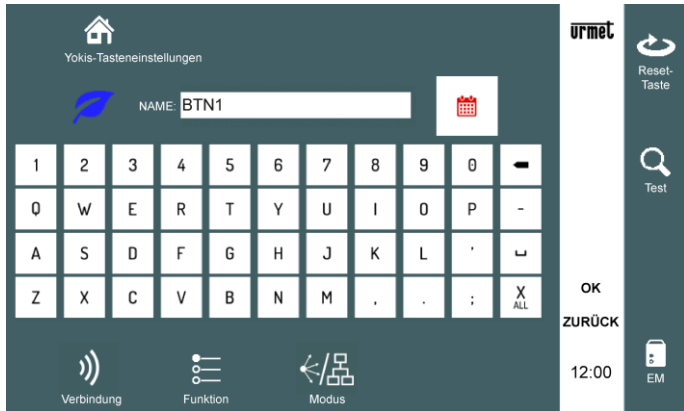 urmet
Yokis-Tasteneinstellungen
Reset-
Taste
NAME: BTN1
1 2 3 4 5 6 7 8 9 0
Test
Q W E R T Y U I O P -
A S D F G H J K L '
Z X C V B N M , . ; X
ALL
OK
ZURÜCK
12:00
EM
Verbindung Funktion Modus